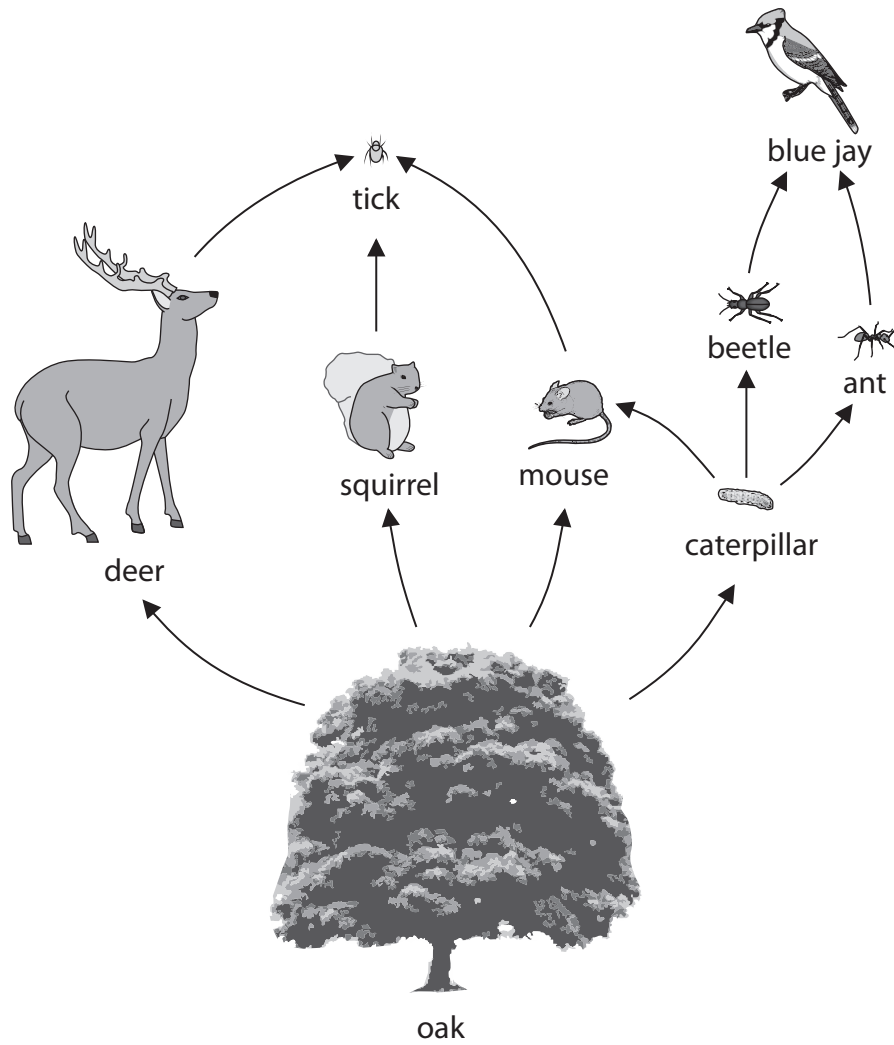 blue jay
tick
beetle
ant
squirrel
mouse
caterpillar
deer
oak